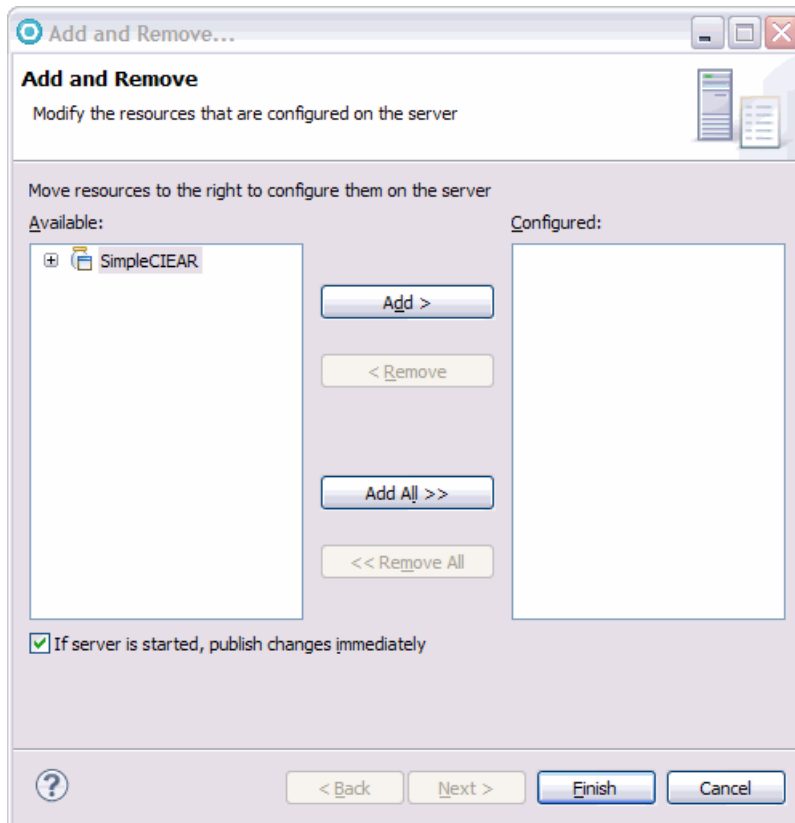 Add and Remove...
Add and Remove
Modify the resources that are configured on the server
Move resources to the right to configure them on the server
Available:
Configured:
SimpleCIEAR
Add >
< Remove
Add All >>
<< Remove All
If server is started, publish changes immediately
?
< Back
Next >
Finish
Cancel